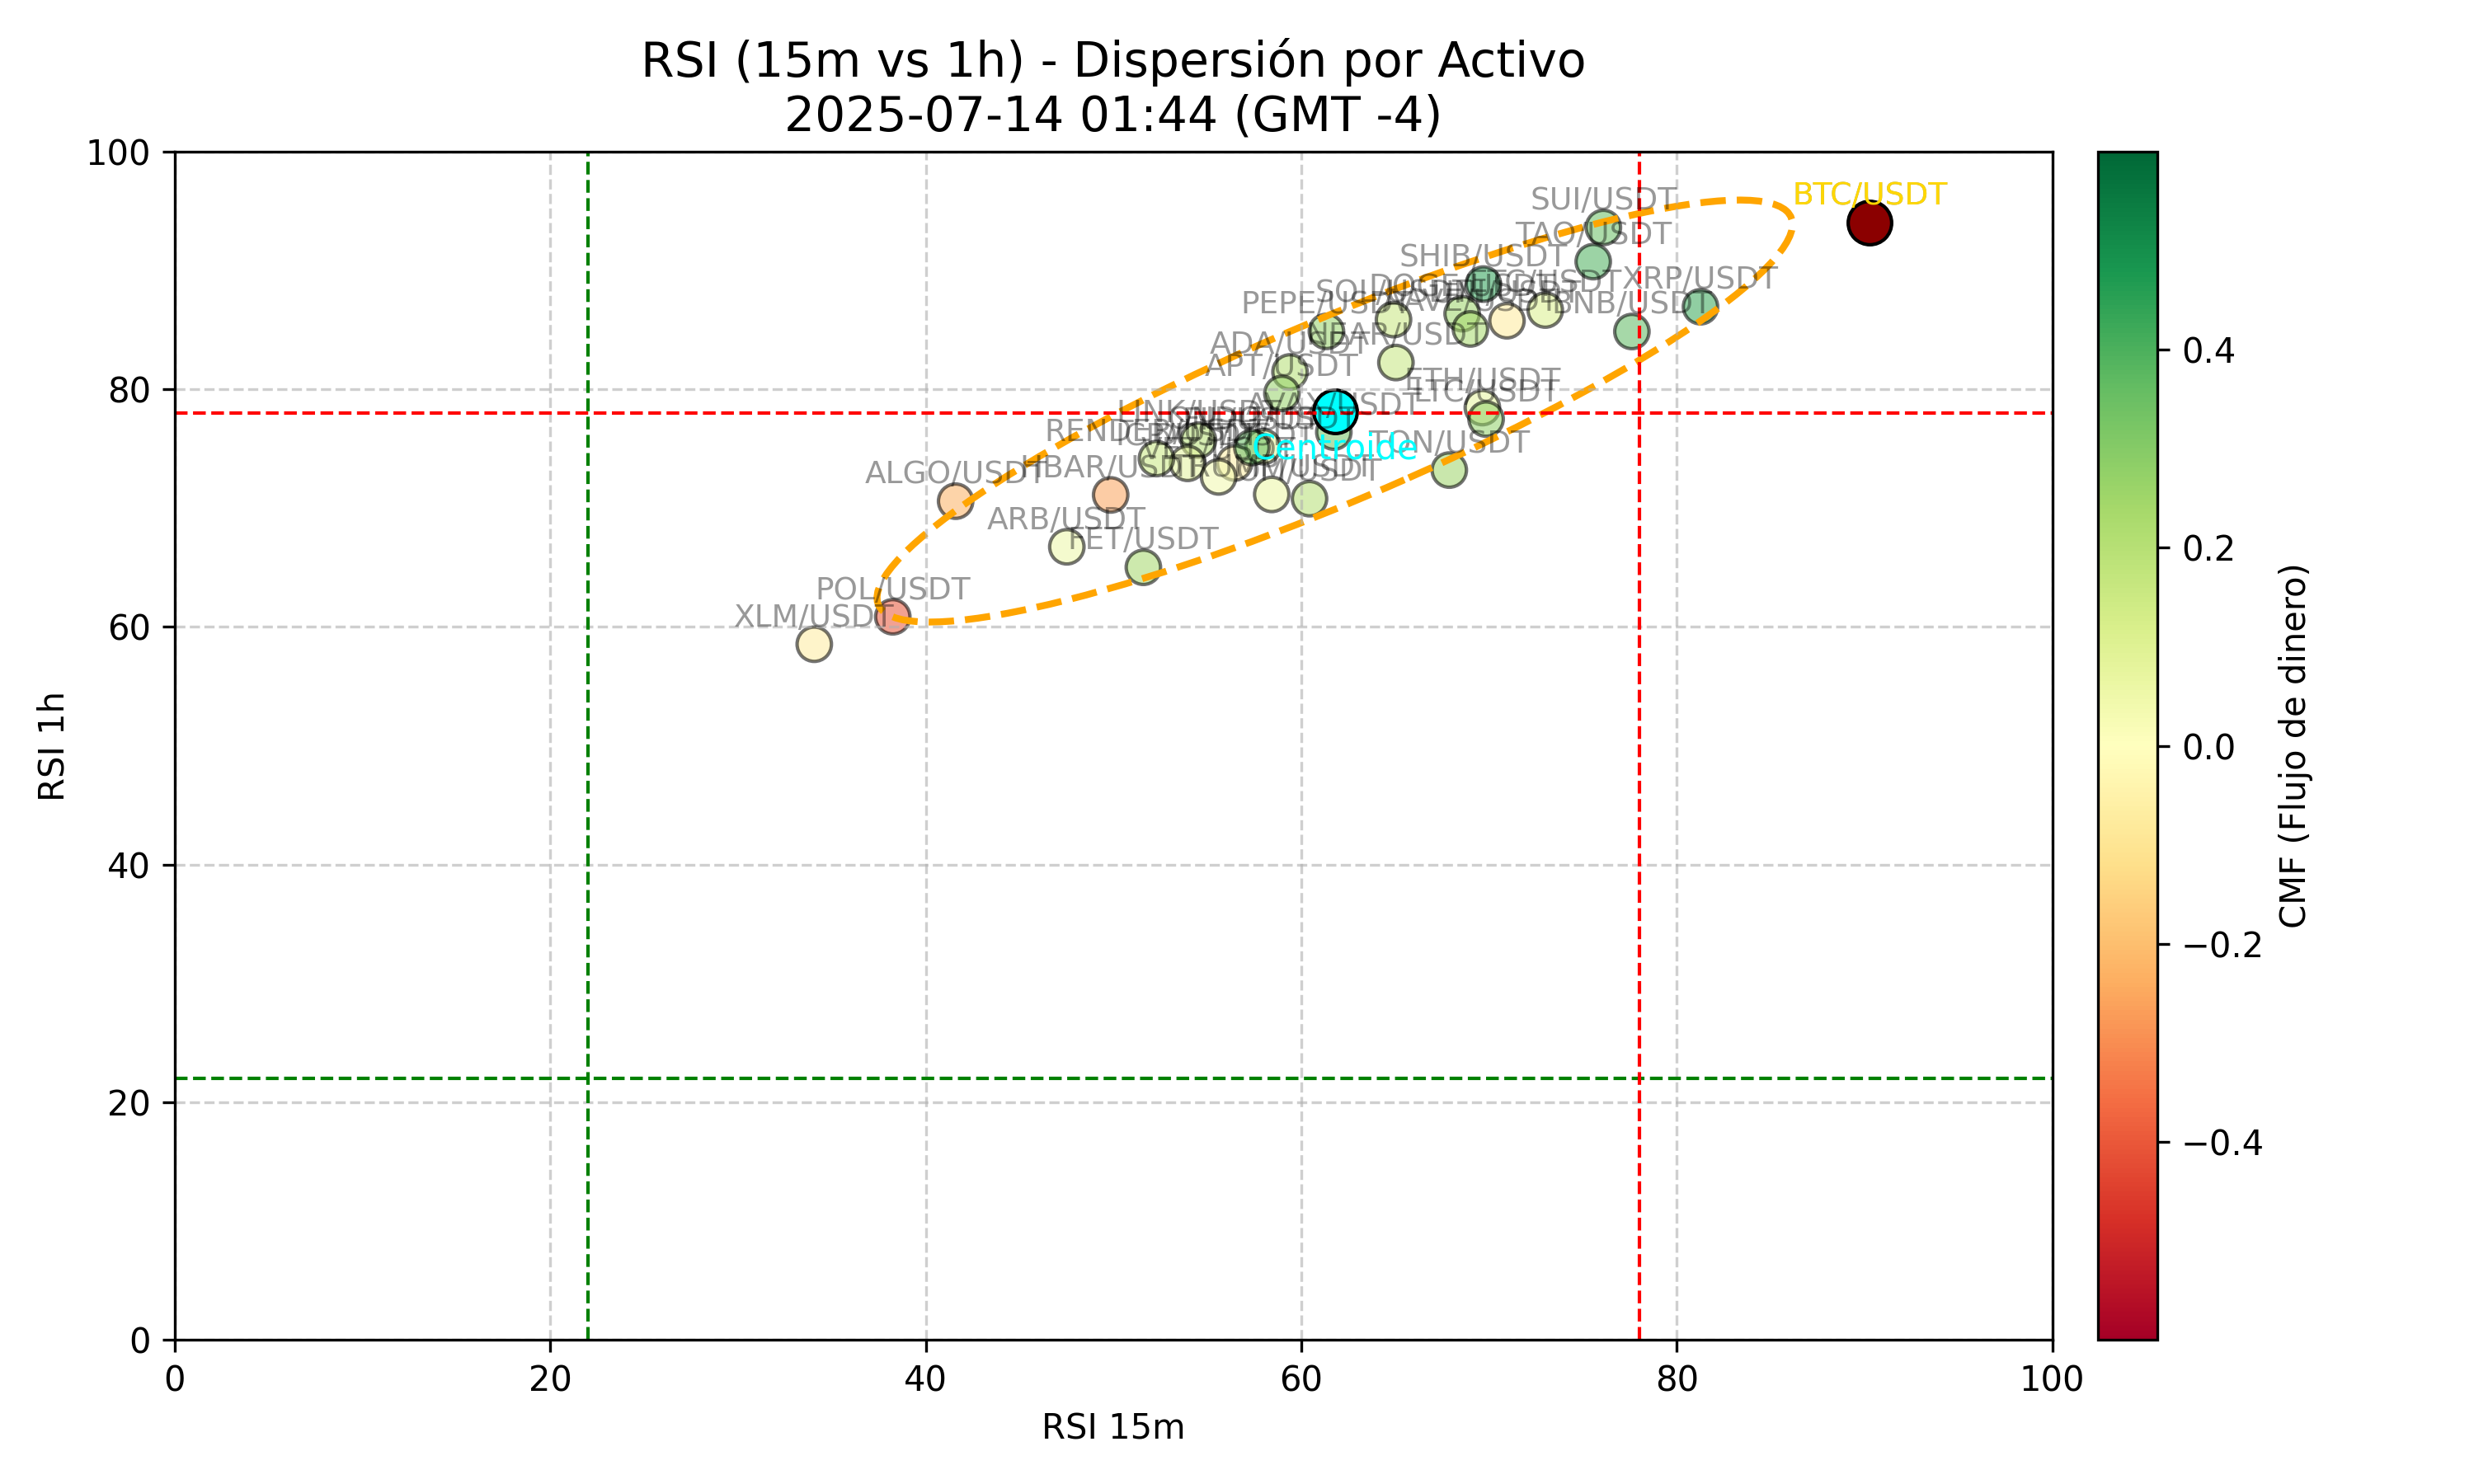 RSI (15m vs 1h) - Dispersión por Activo
2025-07-14 01:44 (GMT -4)
BTC/USDT
SUI/USDT
TAO/USDT
SHIB/USDT
XRP/USDT
BNB/USDT
PEPE/USDT
NEAR/USDT
ADA/USDT
APT/USDT
ETH/USDT
LTC/USDT
AVAX/USDT
LINK/USDT
TON/USDT
Centroide
ALGO/USDT
HBAR/USDT
ARB/USDT
FET/USDT
POL/USDT
XLM/USDT
100
80
60
40
20
0
RSI 1h
0
20
40
60
80
100
RSI 15m
0.4
0.2
0.0
−0.2
−0.4
CMF (Flujo de dinero)